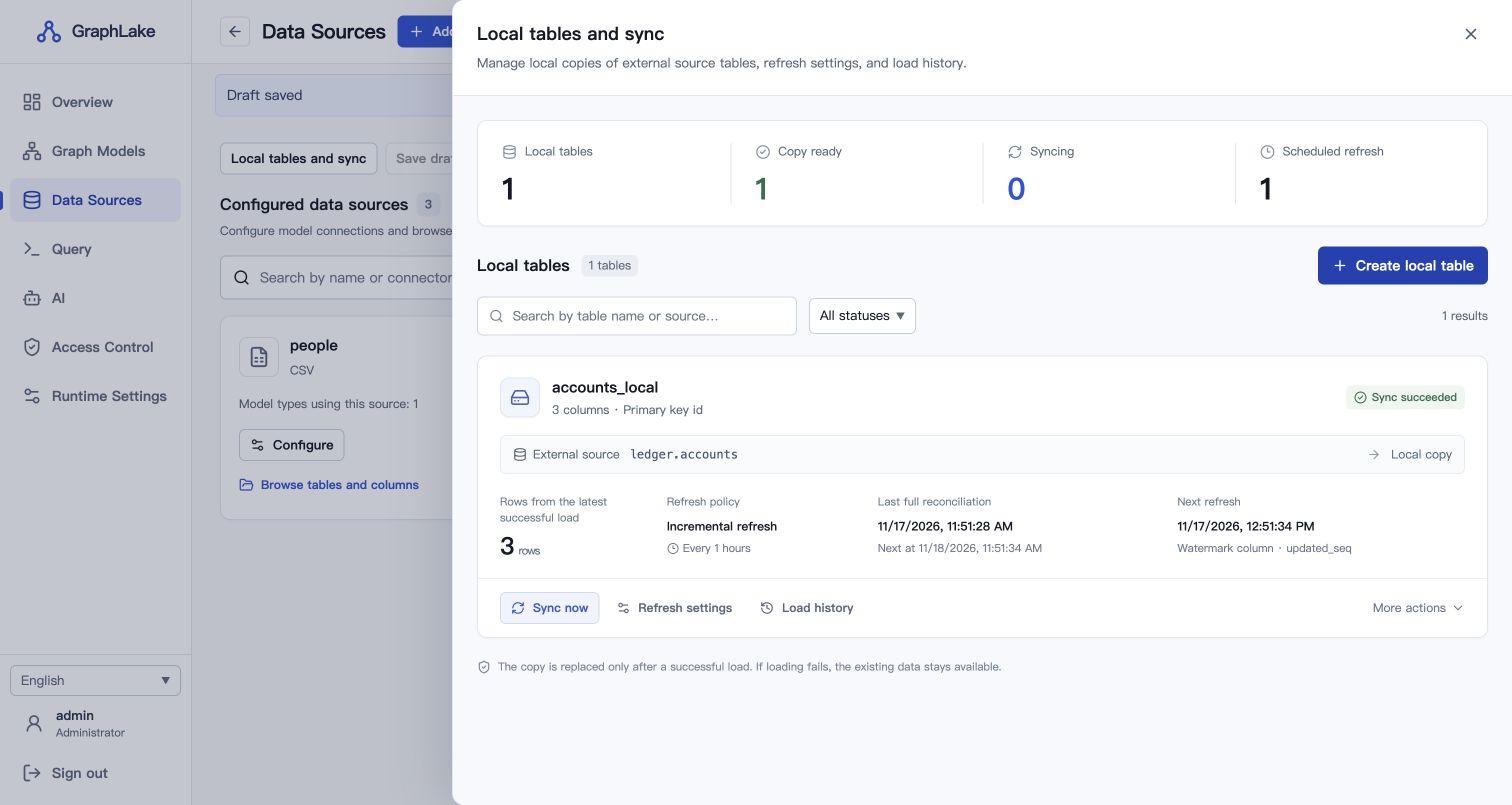 GraphLake
Overview
Graph Models
Data Sources
Query
AI
Access Control
Runtime Settings
English ▼
admin
Administrator
Sign out
Data Sources
+ Add
Draft saved
Local tables and sync
Save dra
Configured data sources 3
Configure model connections and browse
Search by name or connector
people
CSV
Model types using this source: 1
Configure
Browse tables and columns
Local tables and sync
Manage local copies of external source tables, refresh settings, and load history.
Local tables
1
Copy ready
1
Syncing
0
Scheduled refresh
1
Local tables 1 tables
+ Create local table
Search by table name or source…
All statuses ▼
1 results
accounts_local
3 columns · Primary key id
Sync succeeded
External source ledger.accounts
→ Local copy
Rows from the latest
successful load
3 rows
Refresh policy
Incremental refresh
Every 1 hours
Last full reconciliation
11/17/2026, 11:51:28 AM
Next at 11/18/2026, 11:51:34 AM
Next refresh
11/17/2026, 12:51:34 PM
Watermark column · updated_seq
Sync now
Refresh settings
Load history
More actions
The copy is replaced only after a successful load. If loading fails, the existing data stays available.